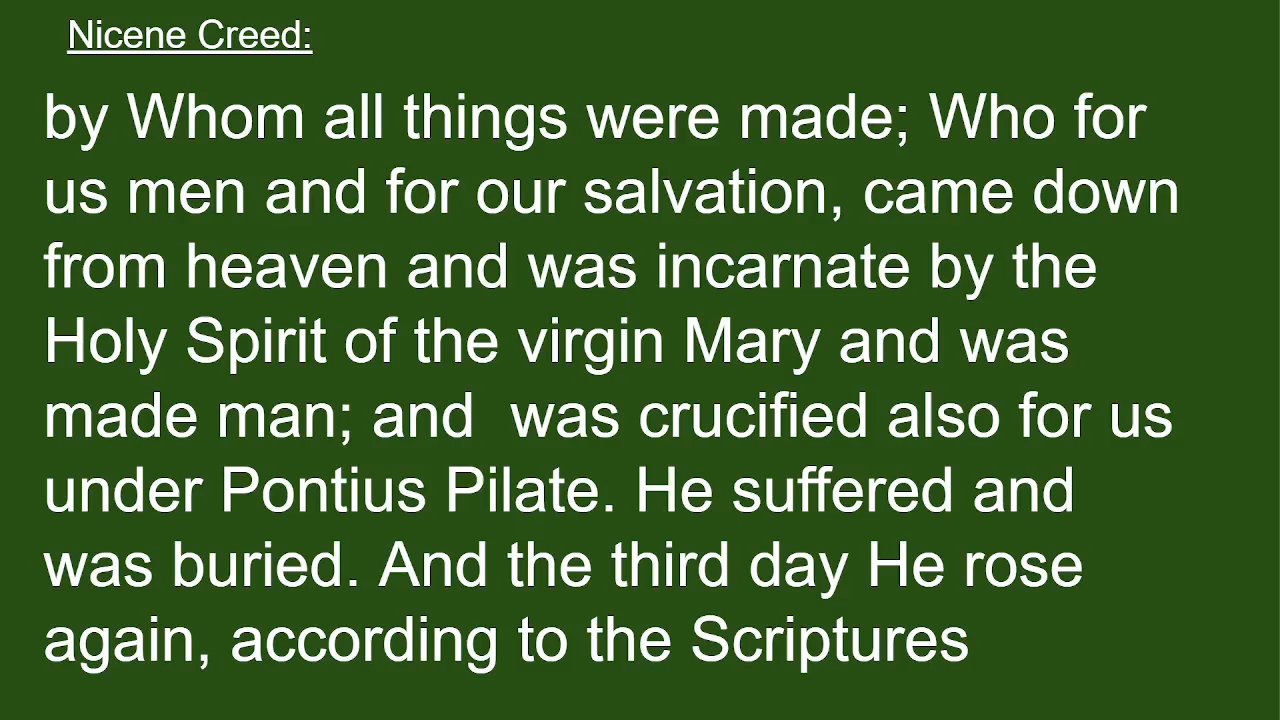 Nicene Creed:
by Whom all things were made; Who for
us men and for our salvation, came down
from heaven and was incarnate by the
Holy Spirit of the virgin Mary and was
made man; and  was crucified also for us
under Pontius Pilate. He suffered and
was buried. And the third day He rose
again, according to the Scriptures